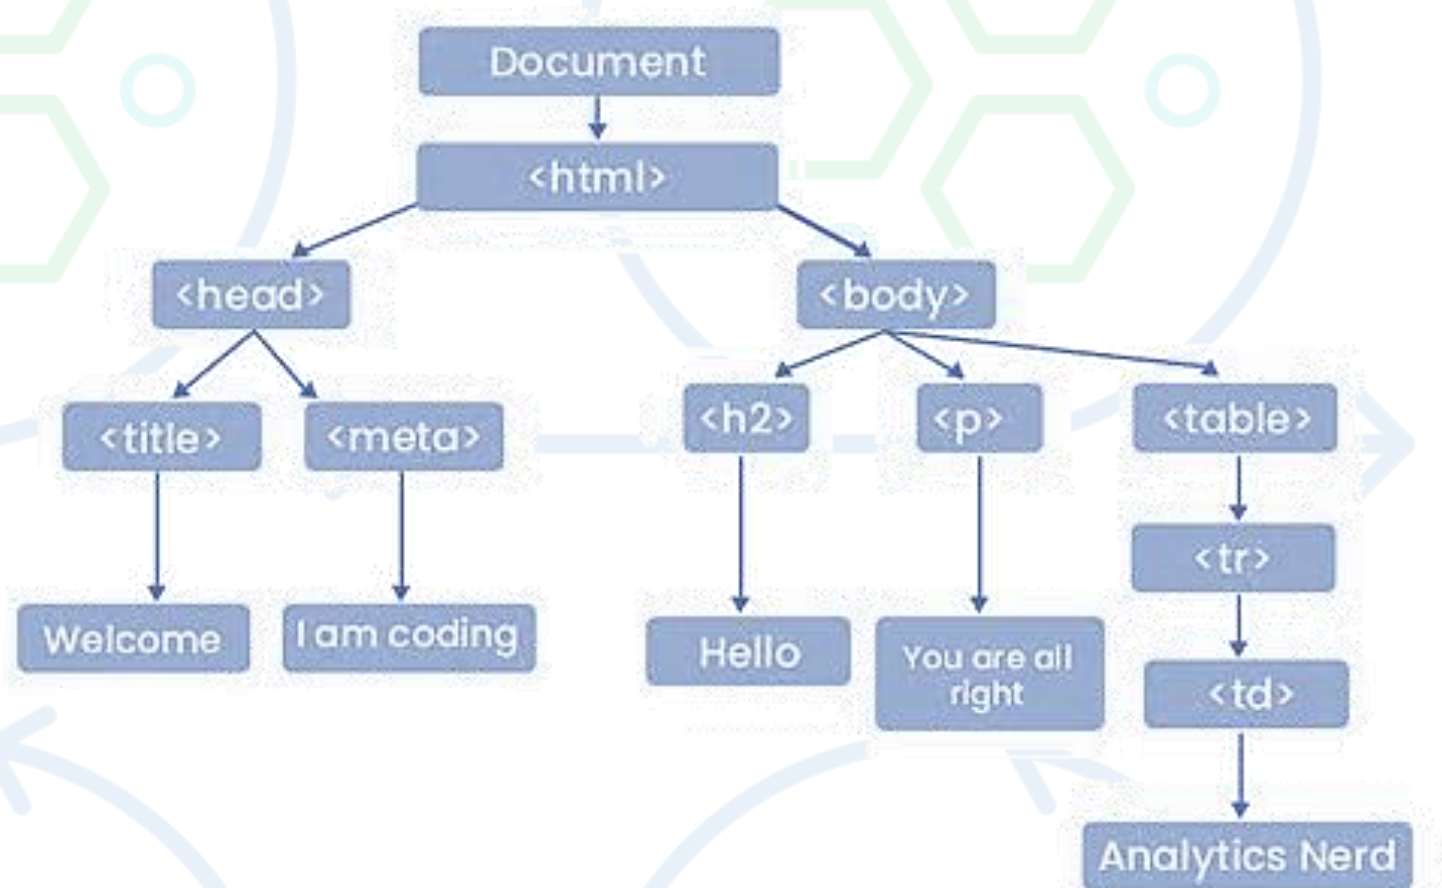 Document
<html>
<head>
<body>
<title>
<meta>
<h2>
<p>
<table>
<tr>
Welcome
I am coding
Hello
You are all
right
<td>
Analytics Nerd